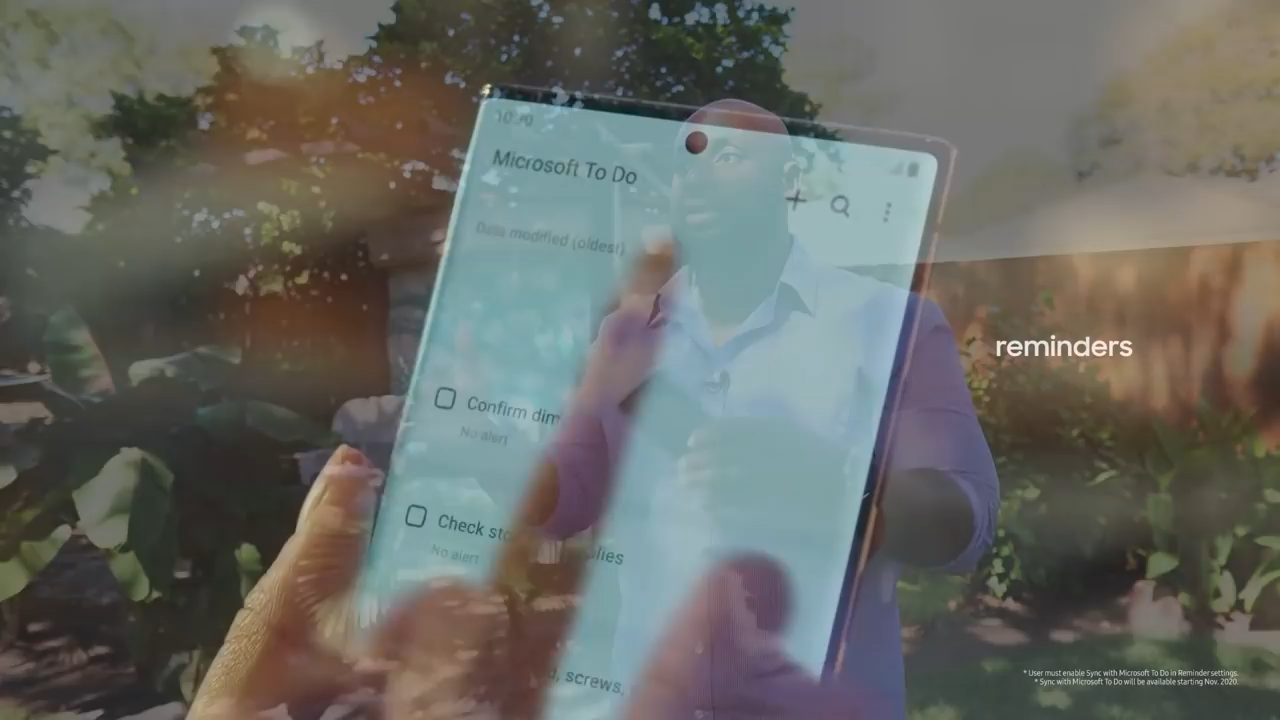 10:20
Microsoft To Do
Date modified (oldest)
reminders
Confirm dim
No alert
Check sto lies
No alert
screws,
* User must enable Sync with Microsoft To Do in Reminder settings.
* Sync with Microsoft To Do will be available starting Nov. 2020.